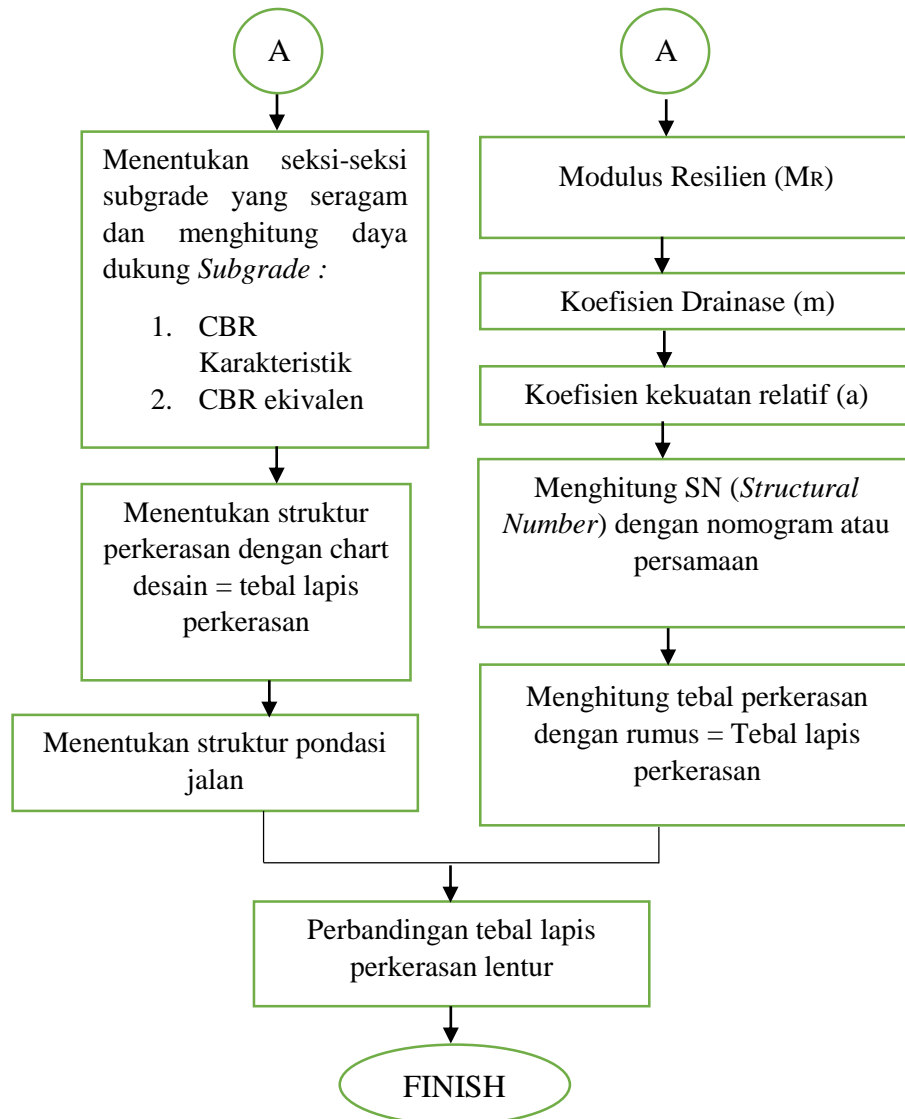 A
Menentukan seksi-seksi
subgrade yang seragam
dan menghitung daya
dukung Subgrade :
1. CBR
Karakteristik
2. CBR ekivalen
Menentukan struktur
perkerasan dengan chart
desain = tebal lapis
perkerasan
Menentukan struktur pondasi
jalan
A
Modulus Resilien (MR)
Koefisien Drainase (m)
Koefisien kekuatan relatif (a)
Menghitung SN (Structural
Number) dengan nomogram atau
persamaan
Menghitung tebal perkerasan
dengan rumus = Tebal lapis
perkerasan
Perbandingan tebal lapis
perkerasan lentur
FINISH